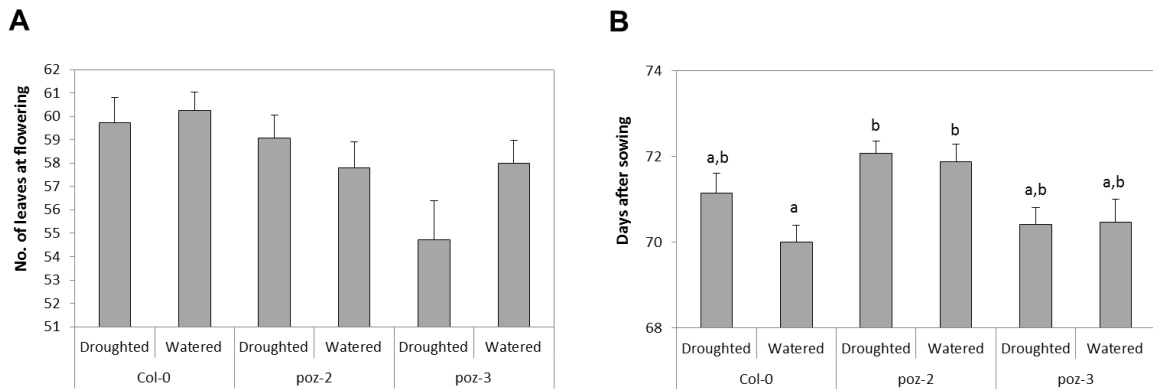 A
No. of leaves at flowering
62
61
60
59
58
57
56
55
54
53
52
51
Droughted Watered Droughted Watered Droughted Watered
Col-0 poz-2 poz-3
B
Days after sowing
74
72
70
68
a,b
a
b
b
a,b
a,b
Droughted Watered Droughted Watered Droughted Watered
Col-0 poz-2 poz-3